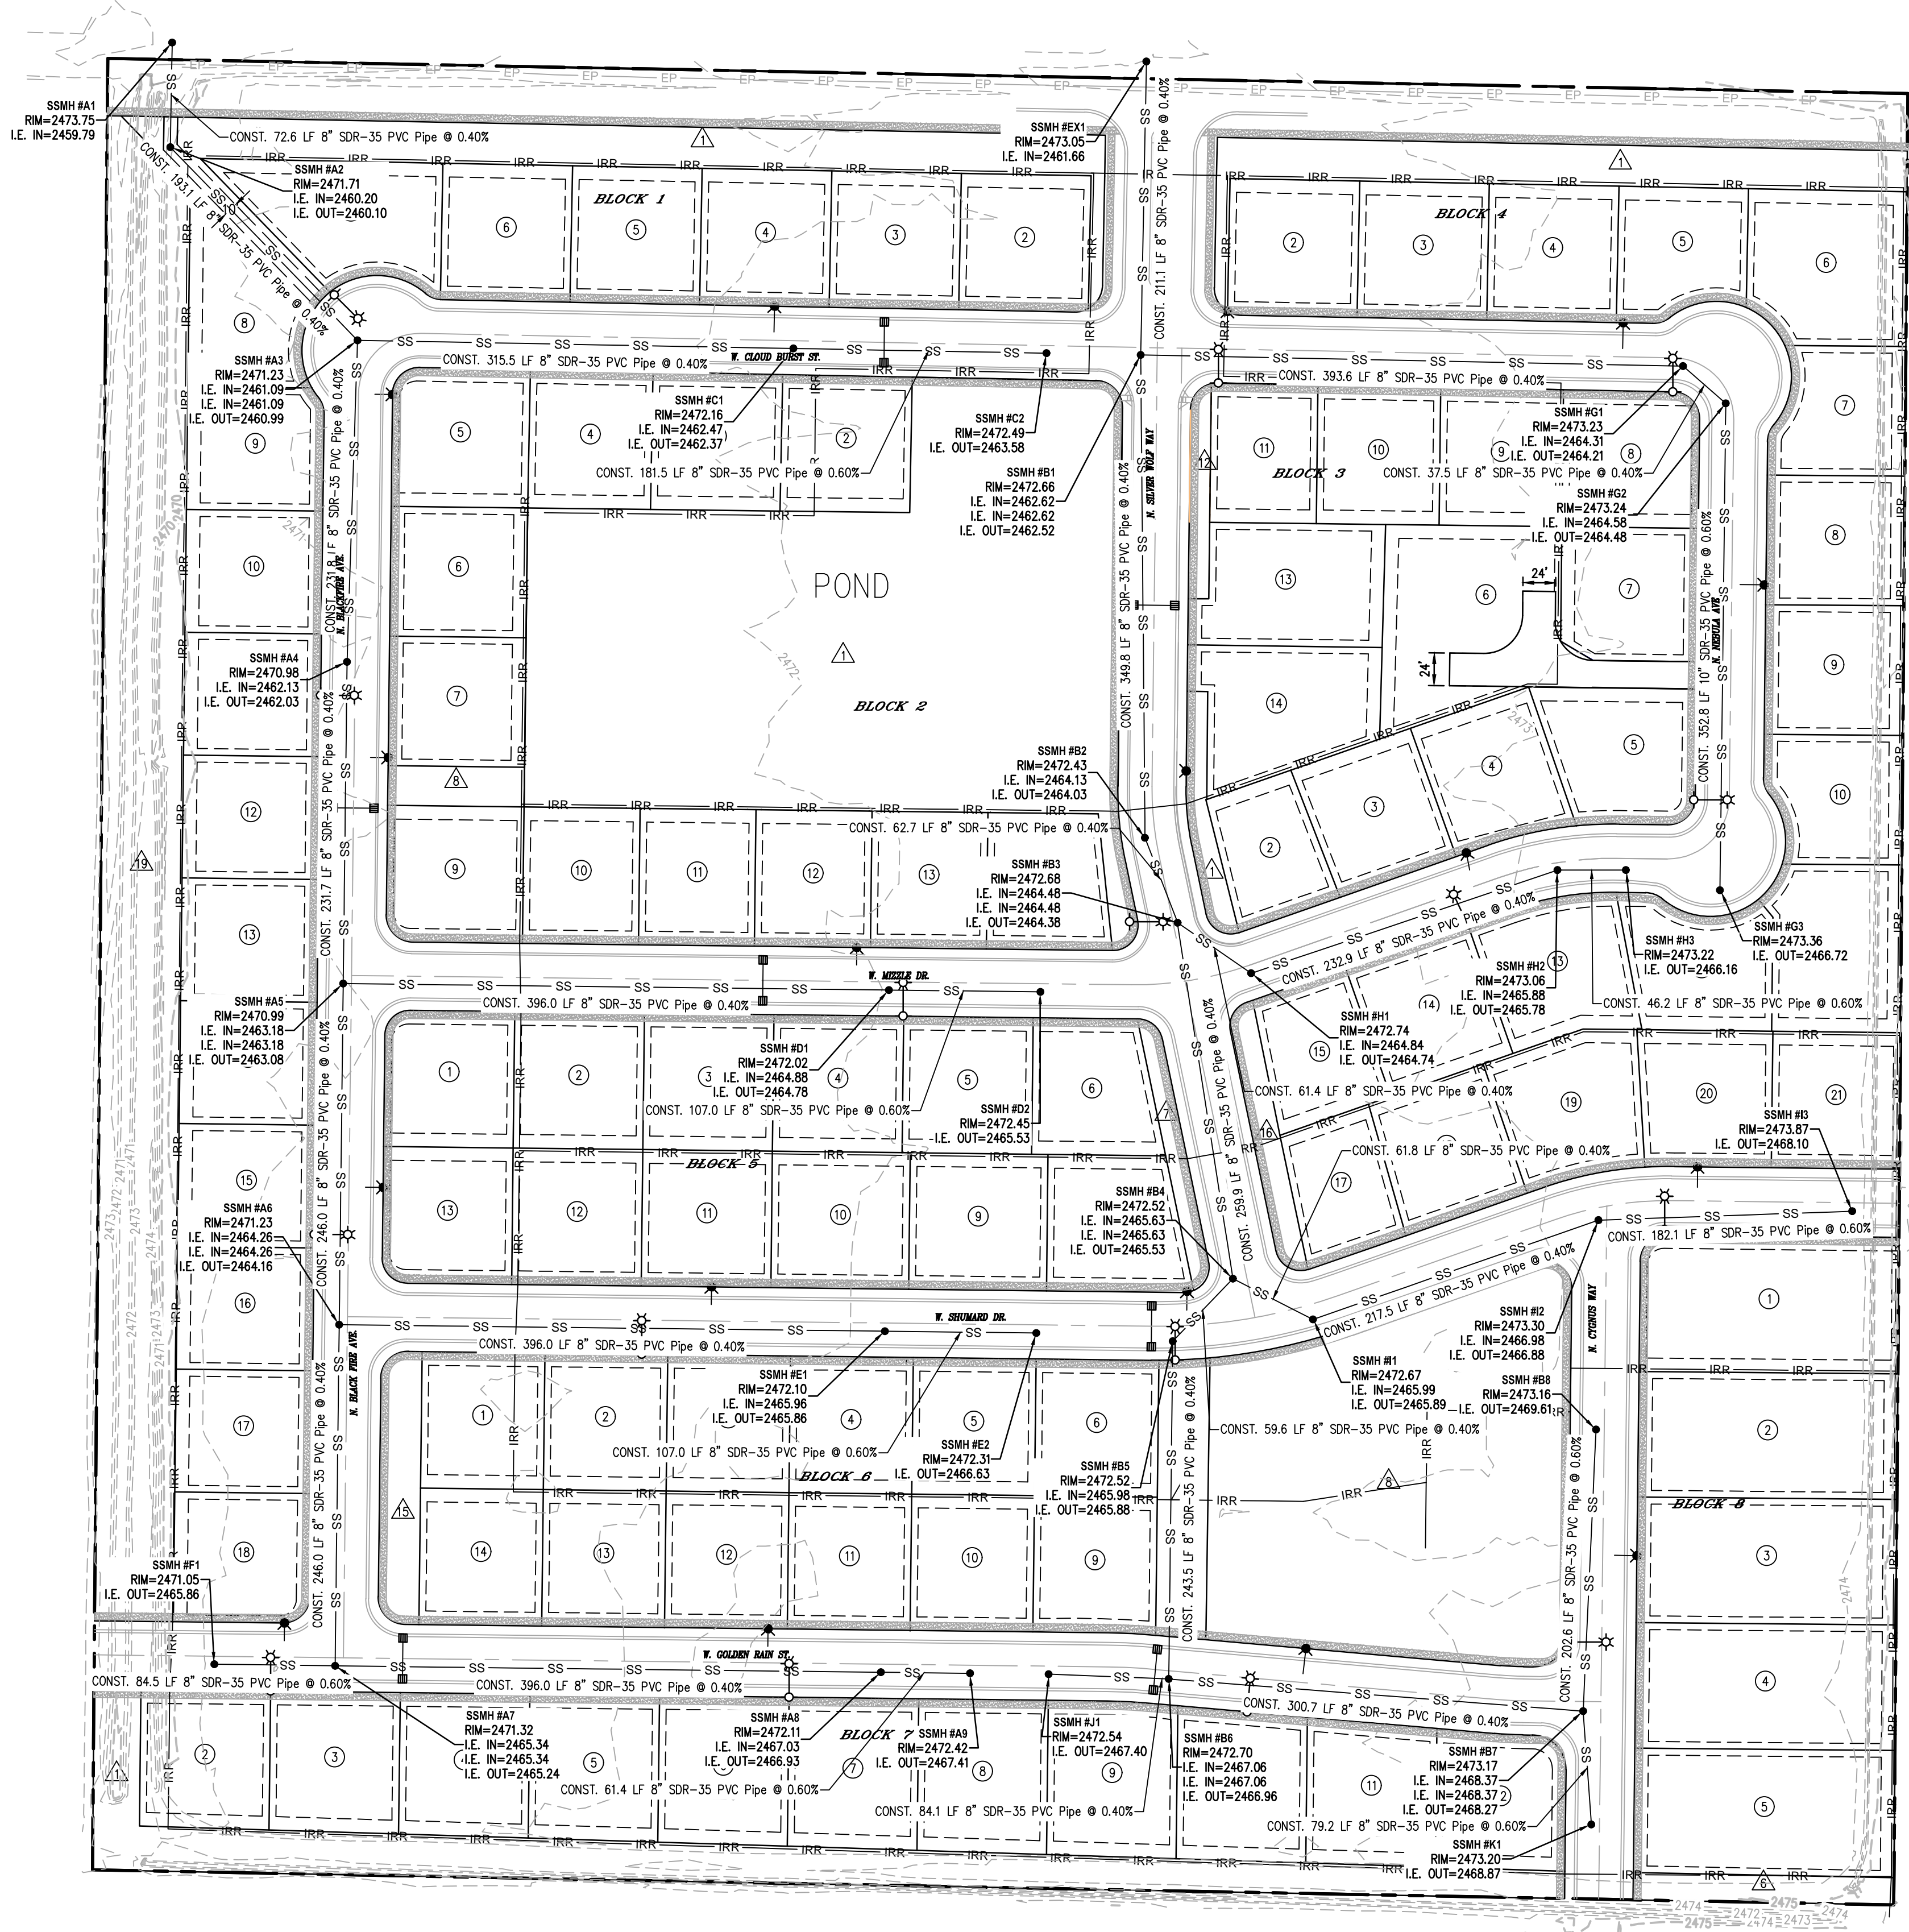 SSMH #A1
RIM=2473.75
I.E. IN=2459.79
CONST. 72.6 LF 8" SDR-35 PVC Pipe @ 0.40%
SSMH #A2
RIM=2471.71
I.E. IN=2460.20
I.E. OUT=2460.10
CONST. 193.1 LF 8" SDR-35 PVC Pipe @ 0.40%
SSMH #EX1
RIM=2473.05
I.E. IN=2461.66
CONST. 211.1 LF 8" SDR-35 PVC Pipe @ 0.40%
BLOCK 1
6
5
4
3
2
BLOCK 4
2
3
4
5
6
7
8
9
10
SSMH #A3
RIM=2471.23
I.E. IN=2461.09
I.E. IN=2461.09
I.E. OUT=2460.99
CONST. 315.5 LF 8" SDR-35 PVC Pipe @ 0.40%
W. CLOUD BURST ST.
SSMH #C1
RIM=2472.16
I.E. IN=2462.47
I.E. OUT=2462.37
CONST. 181.5 LF 8" SDR-35 PVC Pipe @ 0.60%
SSMH #C2
RIM=2472.49
I.E. OUT=2463.58
SSMH #B1
RIM=2472.66
I.E. IN=2462.62
I.E. IN=2462.62
I.E. OUT=2462.52
N. SILVER WOLF WAY
CONST. 393.6 LF 8" SDR-35 PVC Pipe @ 0.40%
SSMH #G1
RIM=2473.23
I.E. IN=2464.31
I.E. OUT=2464.21
CONST. 37.5 LF 8" SDR-35 PVC Pipe @ 0.40%
BLOCK 3
SSMH #G2
RIM=2473.24
I.E. IN=2464.58
I.E. OUT=2464.48
CONST. 352.8 LF 10" SDR-35 PVC Pipe @ 0.60%
N. NEBULA AVE
24'
24'
CONST. 231.8 LF 8" SDR-35 PVC Pipe @ 0.40%
N. BLACKFIRE AVE.
SSMH #A4
RIM=2470.98
I.E. IN=2462.13
I.E. OUT=2462.03
CONST. 231.7 LF 8" SDR-35 PVC Pipe @ 0.40%
POND
1
BLOCK 2
2472
CONST. 349.8 LF 8" SDR-35 PVC Pipe @ 0.40%
SSMH #B2
RIM=2472.43
I.E. IN=2464.13
I.E. OUT=2464.03
CONST. 62.7 LF 8" SDR-35 PVC Pipe @ 0.40%
SSMH #B3
RIM=2472.68
I.E. IN=2464.48
I.E. IN=2464.48
I.E. OUT=2464.38
CONST. 232.9 LF 8" SDR-35 PVC Pipe @ 0.40%
SSMH #H2
RIM=2473.06
I.E. IN=2465.88
I.E. OUT=2465.78
SSMH #H3
RIM=2473.22
I.E. OUT=2466.16
SSMH #G3
RIM=2473.36
I.E. OUT=2466.72
CONST. 46.2 LF 8" SDR-35 PVC Pipe @ 0.60%
SSMH #H1
RIM=2472.74
I.E. IN=2464.84
I.E. OUT=2464.74
CONST. 61.4 LF 8" SDR-35 PVC Pipe @ 0.40%
SSMH #A5
RIM=2470.99
I.E. IN=2463.18
I.E. IN=2463.18
I.E. OUT=2463.08
W. MIZZLE DR.
CONST. 396.0 LF 8" SDR-35 PVC Pipe @ 0.40%
SSMH #D1
RIM=2472.02
I.E. IN=2464.88
I.E. OUT=2464.78
CONST. 107.0 LF 8" SDR-35 PVC Pipe @ 0.60%
SSMH #D2
RIM=2472.45
I.E. OUT=2465.53
BLOCK 5
CONST. 246.0 LF 8" SDR-35 PVC Pipe @ 0.40%
CONST. 259.9 LF 8" SDR-35 PVC Pipe @ 0.40%
SSMH #I3
RIM=2473.87
I.E. OUT=2468.10
CONST. 61.8 LF 8" SDR-35 PVC Pipe @ 0.40%
SSMH #B4
RIM=2472.52
I.E. IN=2465.63
I.E. IN=2465.63
I.E. OUT=2465.53
SSMH #A6
RIM=2471.23
I.E. IN=2464.26
I.E. IN=2464.26
I.E. OUT=2464.16
CONST. 182.1 LF 8" SDR-35 PVC Pipe @ 0.60%
CONST. 217.5 LF 8" SDR-35 PVC Pipe @ 0.40%
W. SHUMARD DR.
CONST. 396.0 LF 8" SDR-35 PVC Pipe @ 0.40%
N. BLACK FIRE AVE.
N. CYGNUS WAY
SSMH #I2
RIM=2473.30
I.E. IN=2466.98
I.E. OUT=2466.88
SSMH #I1
RIM=2472.67
I.E. IN=2465.99
I.E. OUT=2465.89
SSMH #B8
RIM=2473.16
I.E. OUT=2469.61
SSMH #E1
RIM=2472.10
I.E. IN=2465.96
I.E. OUT=2465.86
CONST. 107.0 LF 8" SDR-35 PVC Pipe @ 0.60%
SSMH #E2
RIM=2472.31
I.E. OUT=2466.63
CONST. 59.6 LF 8" SDR-35 PVC Pipe @ 0.40%
SSMH #B5
RIM=2472.52
I.E. IN=2465.98
I.E. OUT=2465.88
BLOCK 6
BLOCK 8
CONST. 246.0 LF 8" SDR-35 PVC Pipe @ 0.40%
CONST. 243.5 LF 8" SDR-35 PVC Pipe @ 0.40%
CONST. 202.6 LF 8" SDR-35 PVC Pipe @ 0.60%
SSMH #F1
RIM=2471.05
I.E. OUT=2465.86
W. GOLDEN RAIN ST.
CONST. 84.5 LF 8" SDR-35 PVC Pipe @ 0.60%
CONST. 396.0 LF 8" SDR-35 PVC Pipe @ 0.40%
CONST. 300.7 LF 8" SDR-35 PVC Pipe @ 0.40%
SSMH #A7
RIM=2471.32
I.E. IN=2465.34
I.E. IN=2465.34
I.E. OUT=2465.24
SSMH #A8
RIM=2472.11
I.E. IN=2467.03
I.E. OUT=2466.93
BLOCK 7
SSMH #A9
RIM=2472.42
I.E. OUT=2467.41
CONST. 61.4 LF 8" SDR-35 PVC Pipe @ 0.60%
SSMH #J1
RIM=2472.54
I.E. OUT=2467.40
SSMH #B6
RIM=2472.70
I.E. IN=2467.06
I.E. IN=2467.06
I.E. OUT=2466.96
CONST. 84.1 LF 8" SDR-35 PVC Pipe @ 0.40%
SSMH #B7
RIM=2473.17
I.E. IN=2468.37
I.E. IN=2468.37
I.E. OUT=2468.27
CONST. 79.2 LF 8" SDR-35 PVC Pipe @ 0.60%
SSMH #K1
RIM=2473.20
I.E. OUT=2468.87